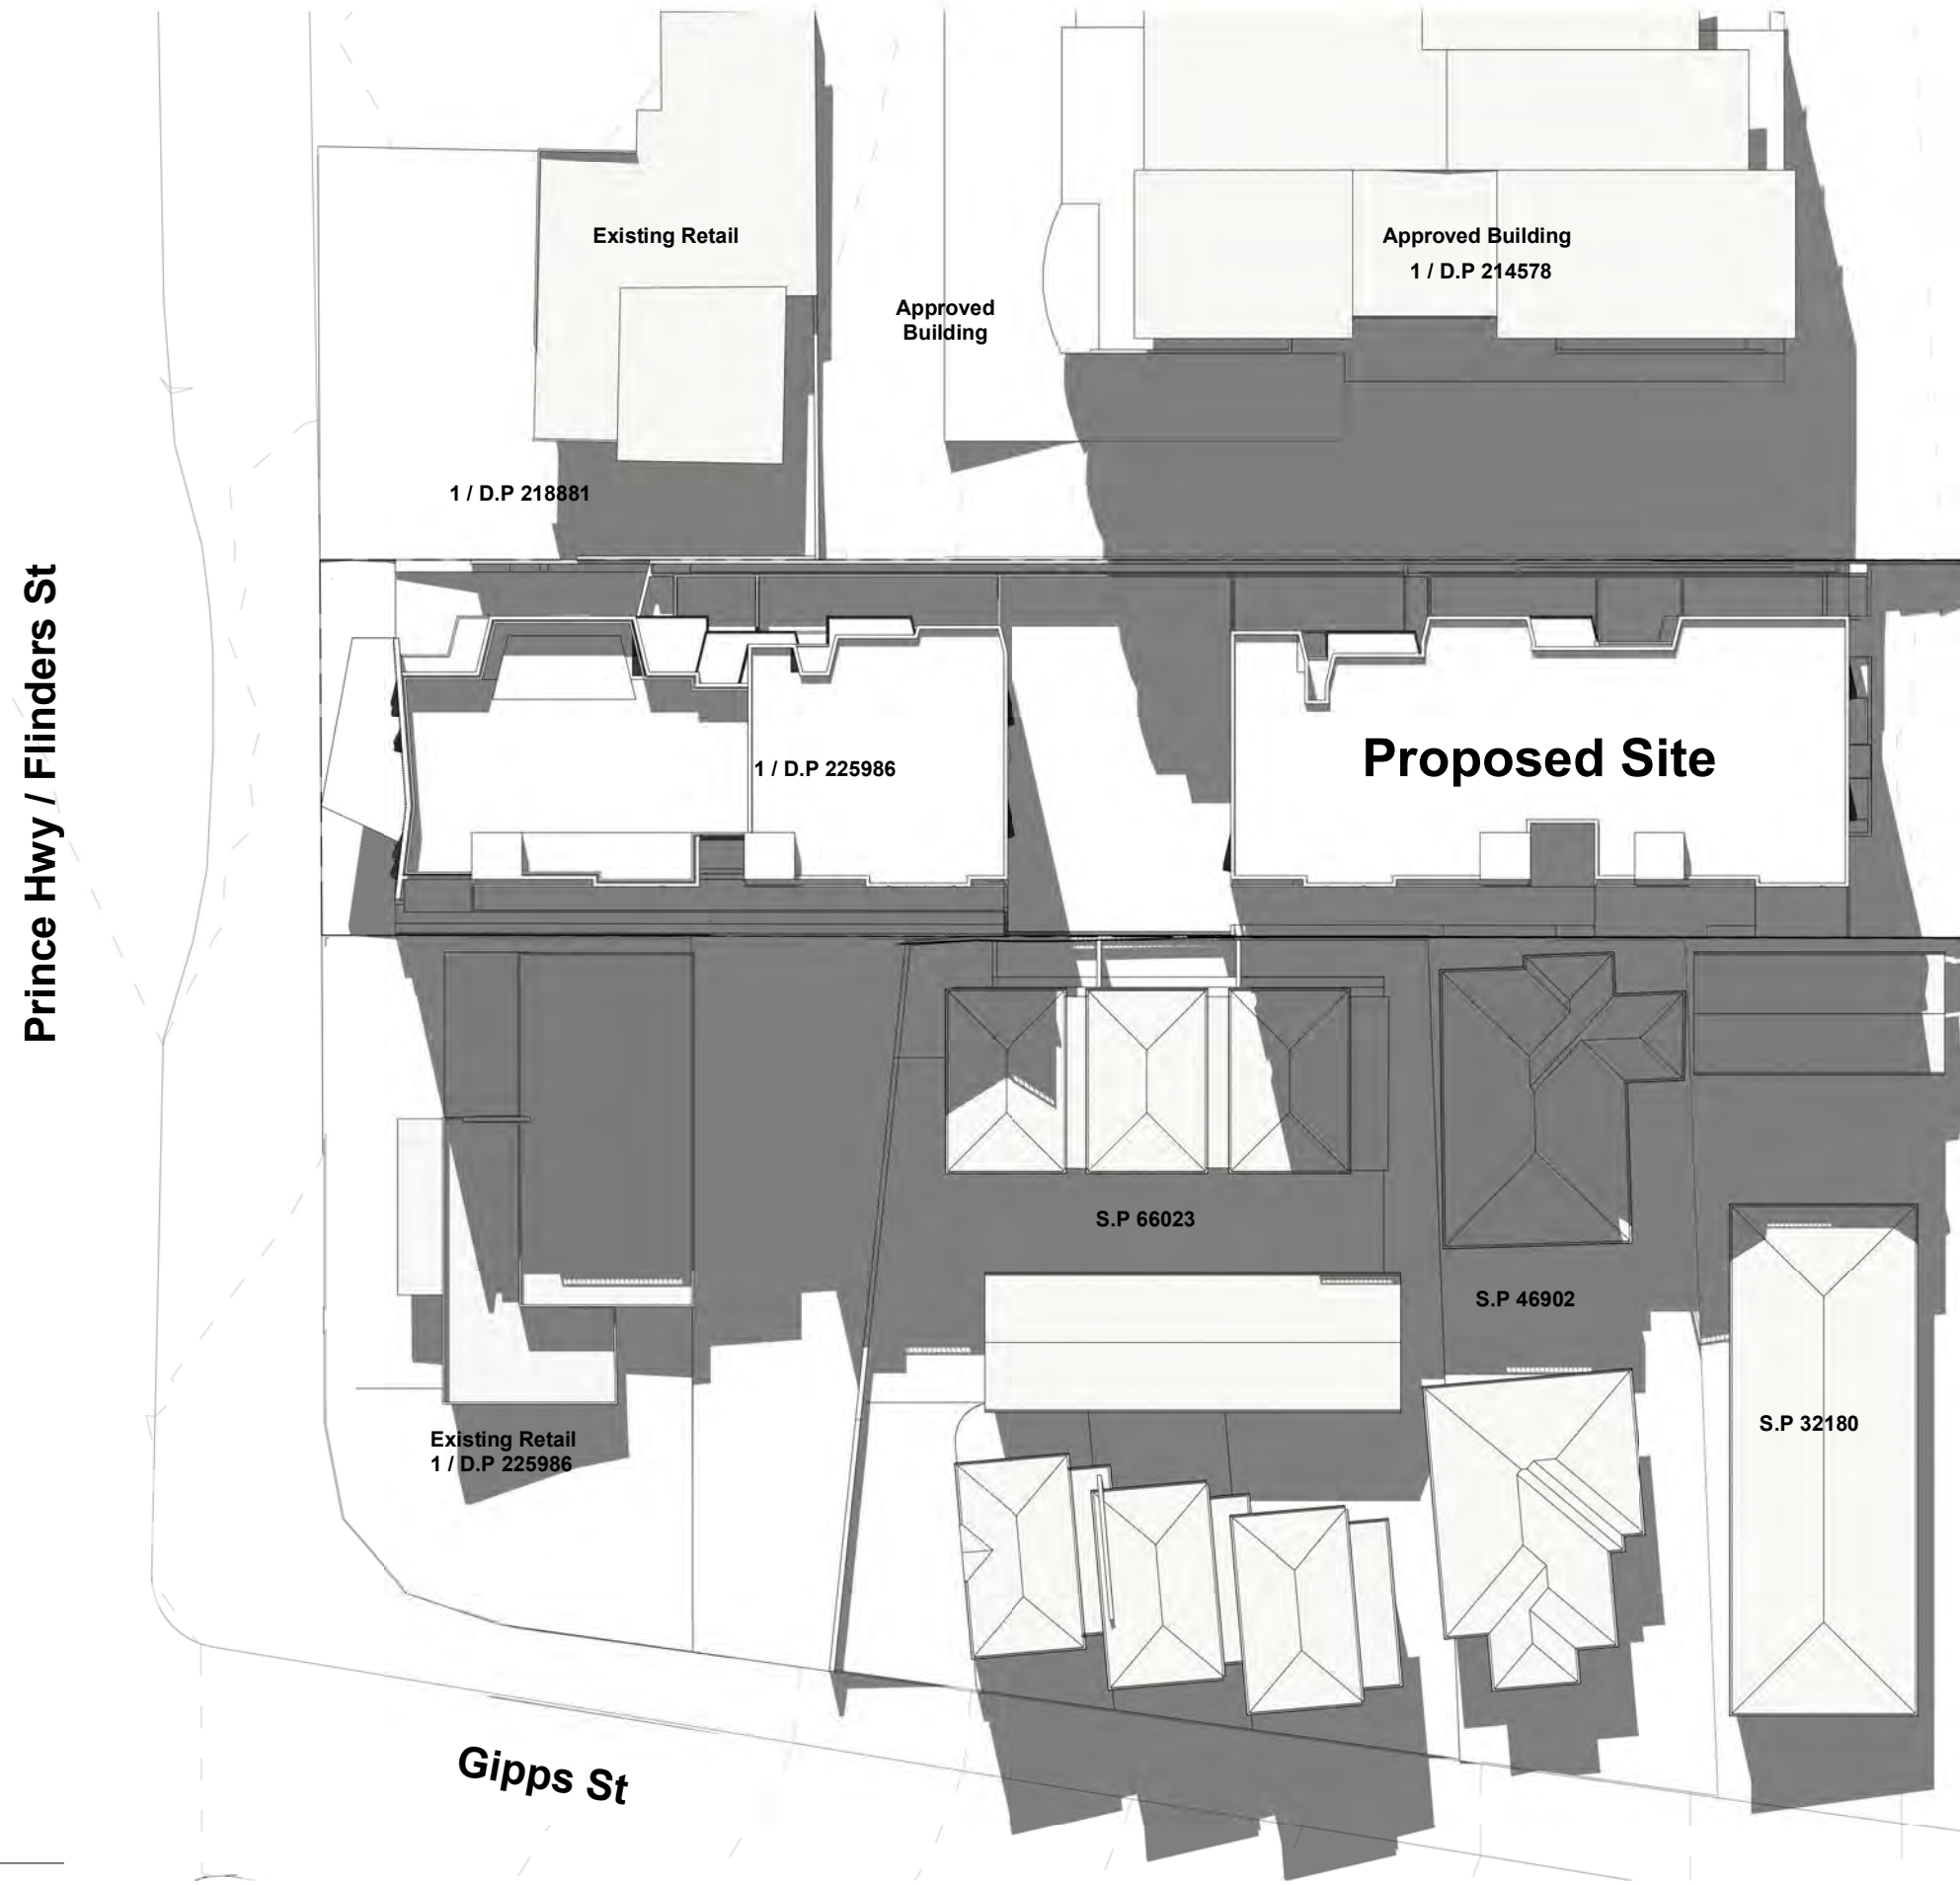 Existing Retail
Approved Building
1 / D.P 214578
Approved
Building
1 / D.P 218881
Prince Hwy / Flinders St
1 / D.P 225986
Proposed Site
S.P 66023
S.P 46902
S.P 32180
Existing Retail
1 / D.P 225986
Gipps St